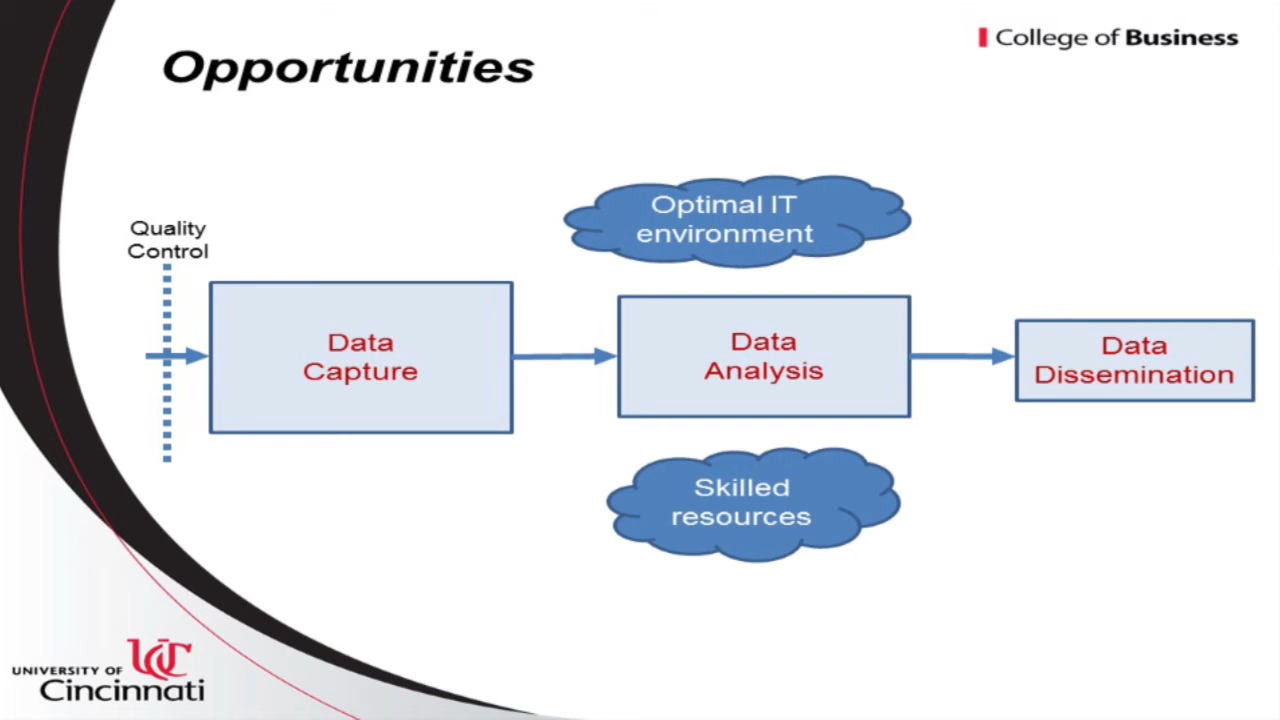 College of Business
Opportunities
Optimal IT
environment
Quality
Control
Data
Capture
Data
Analysis
Data
Dissemination
Skilled
resources
UC
UNIVERSITY OF
Cincinnati